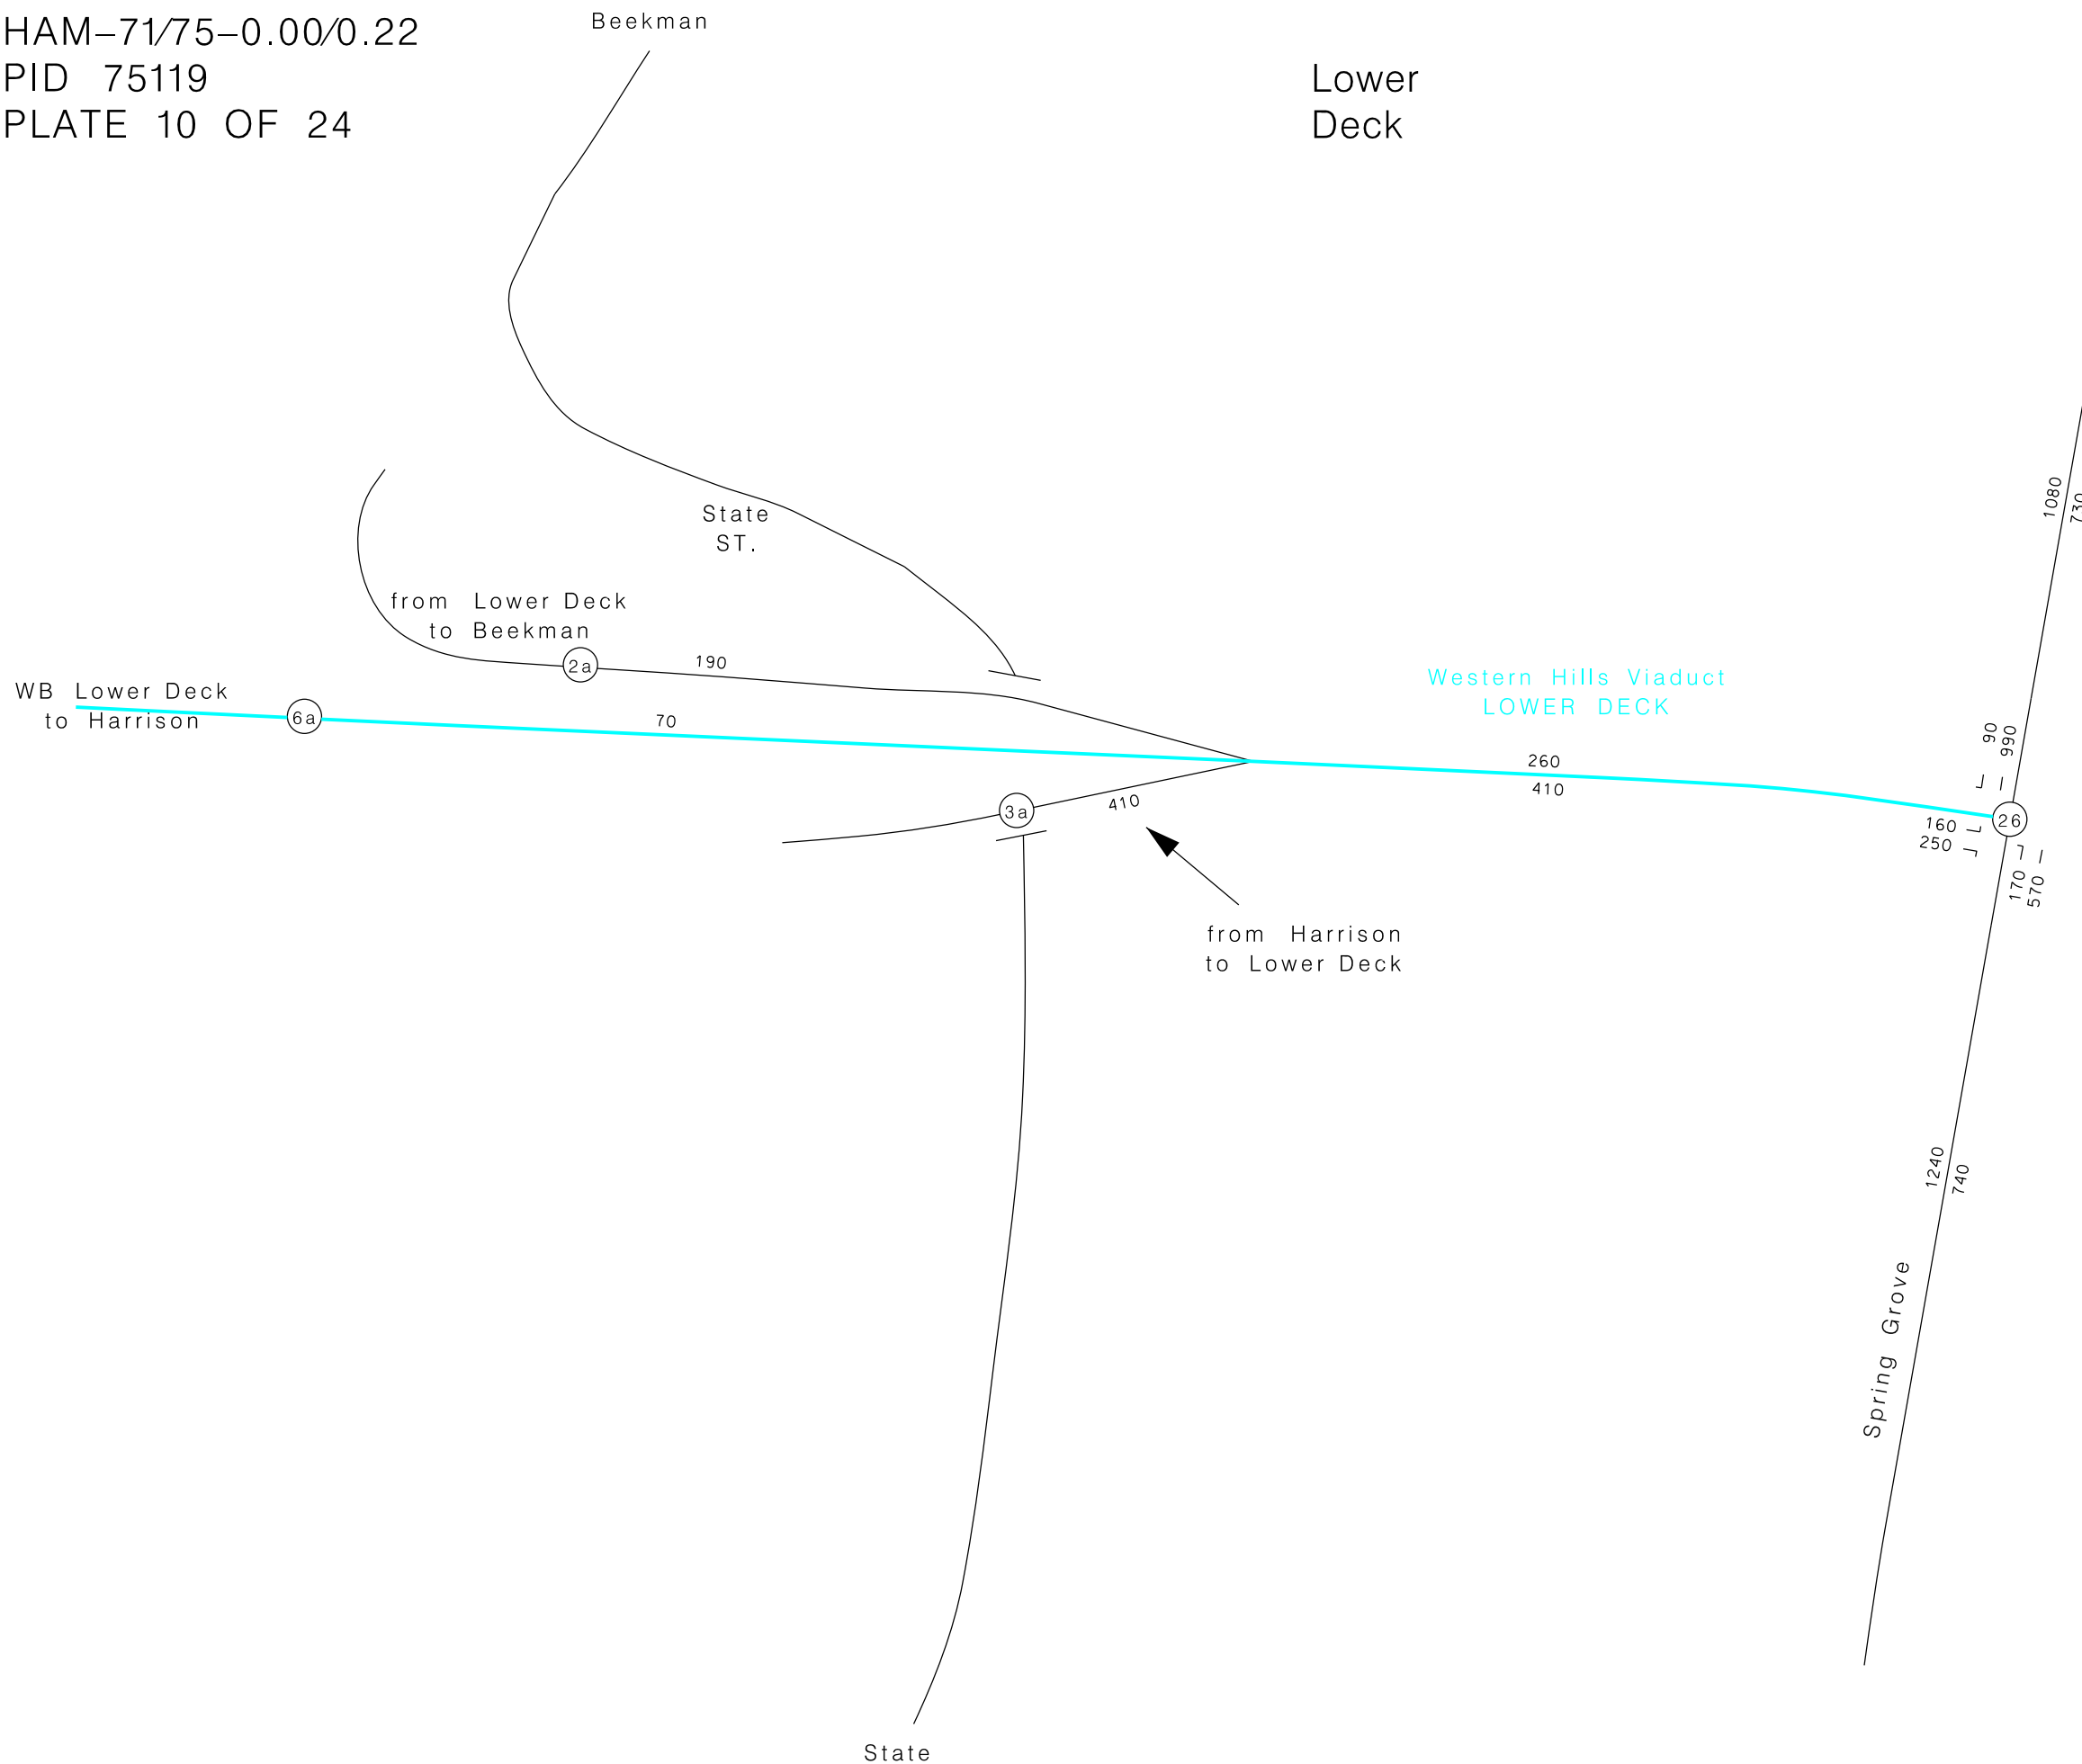 HAM-71/75-0.00/0.22
PID 75119
PLATE 10 OF 24
Beekman
Lower
Deck
State
ST.
1080
730
from Lower Deck
to Beekman
2a
190
WB Lower Deck
to Harrison
6a
70
Western Hills Viaduct
LOWER DECK
260
410
90
990
26
160
250
170
570
3a
410
from Harrison
to Lower Deck
1240
740
Spring Grove
State